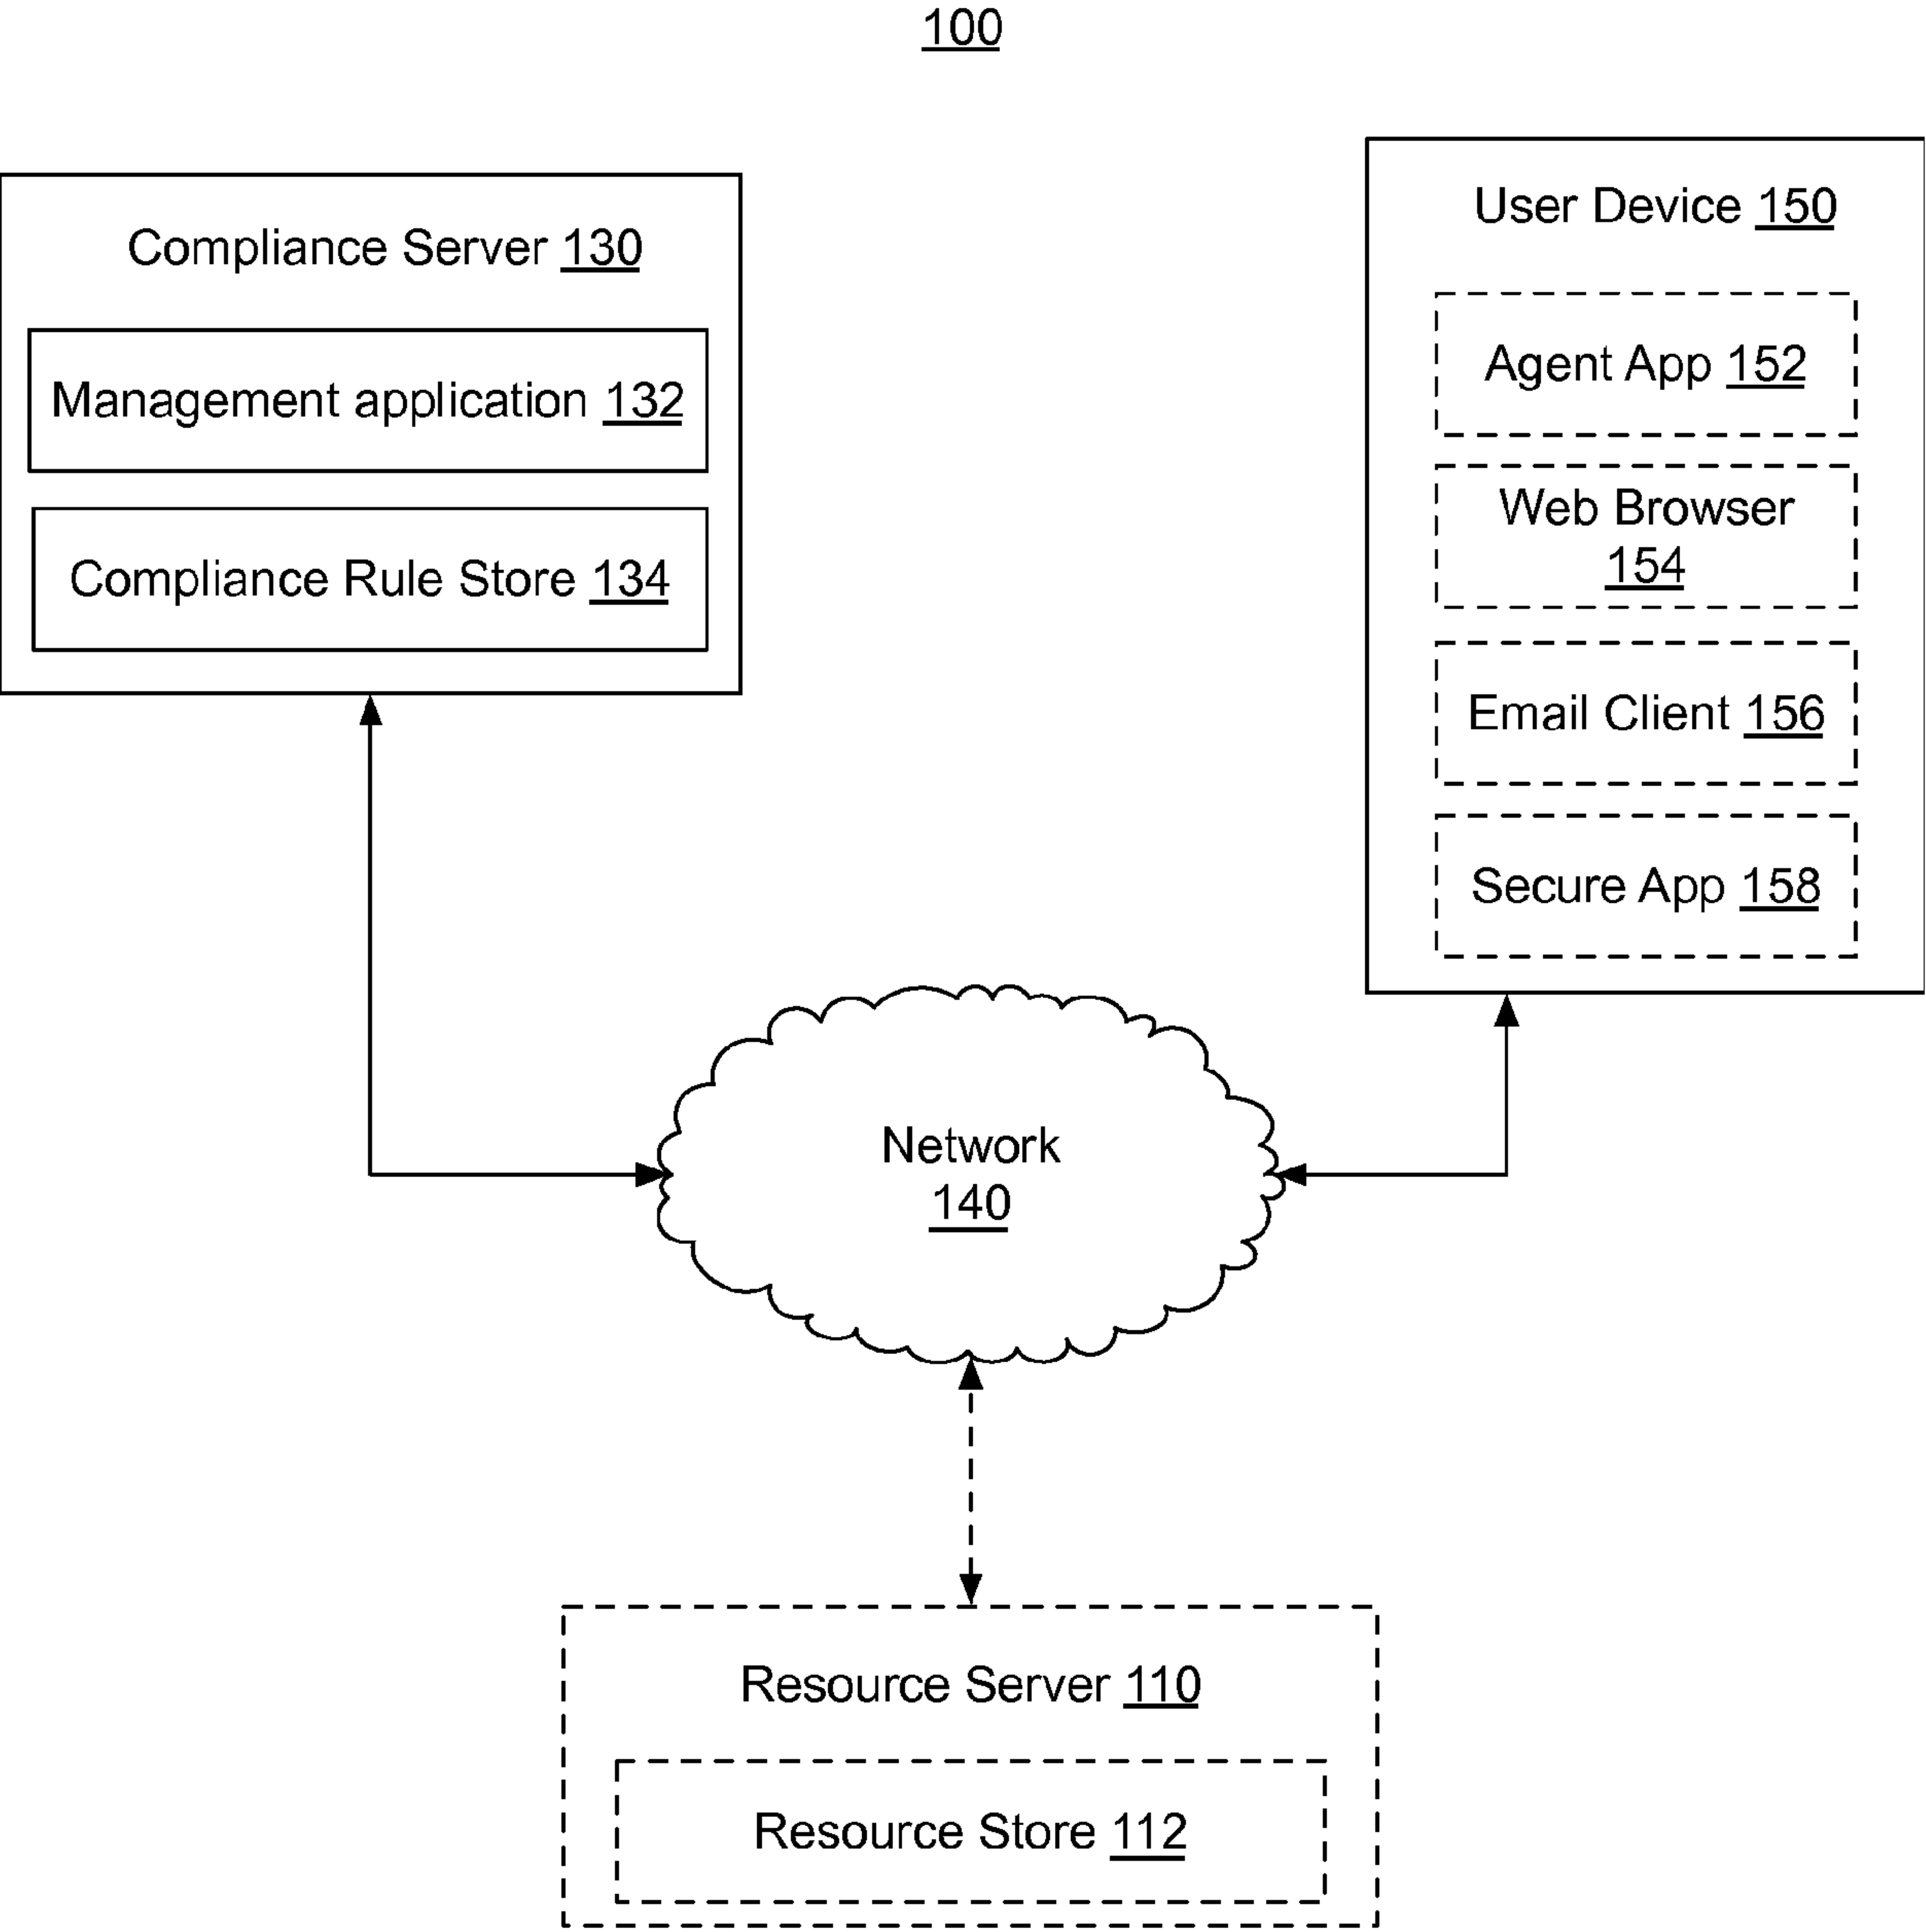 100
Compliance Server 130
Management application 132
Compliance Rule Store 134
User Device 150
Agent App 152
Web Browser
154
Email Client 156
Secure App 158
Network
140
Resource Server 110
Resource Store 112